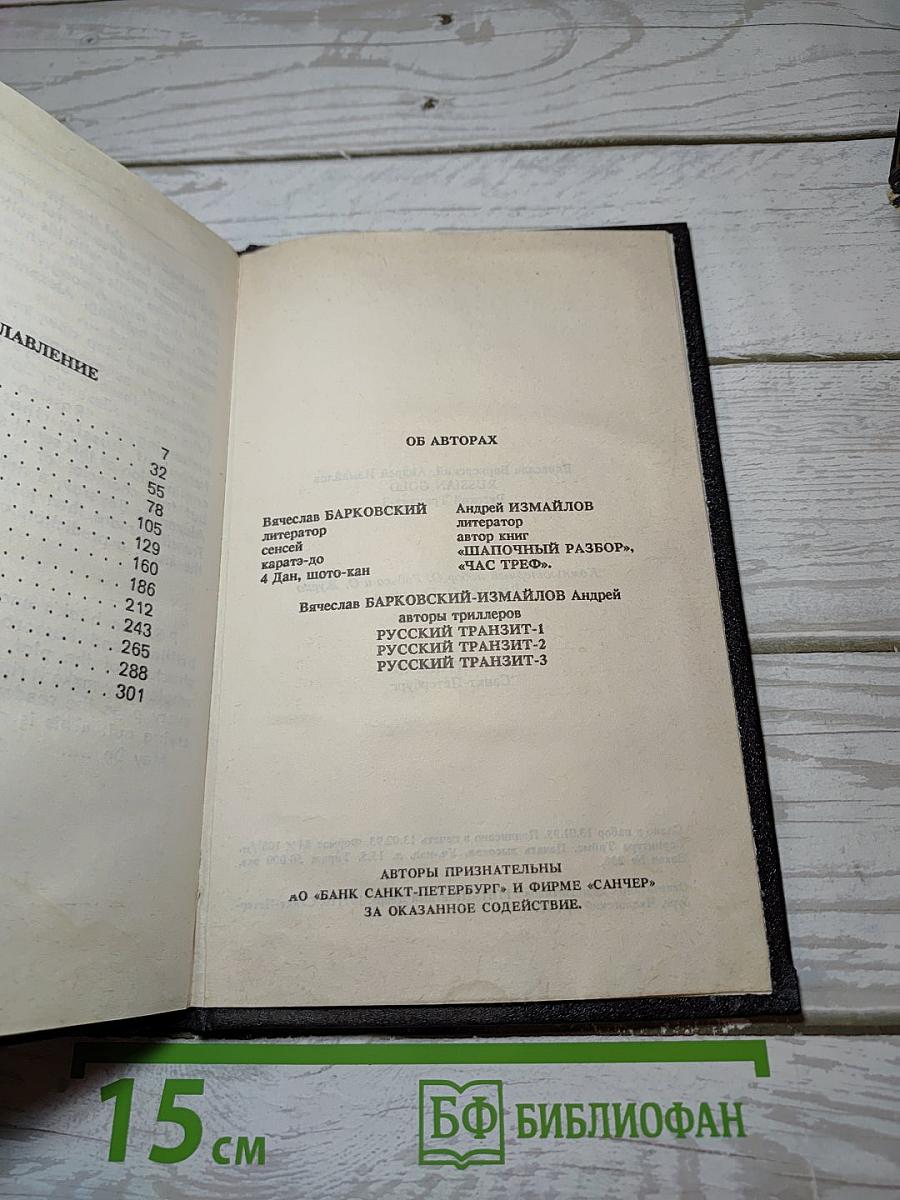 ЛАВЛЕНИЕ
7
32
55
78
105
129
160
186
212
243
265
288
301
ОБ АВТОРАХ
Вячеслав БАРКОВСКИЙ
литератор
сенсей
каратэ-до
4 Дан, шото-кан
Андрей ИЗМАЙЛОВ
литератор
автор книг
«ШАПОЧНЫЙ РАЗБОР»,
«ЧАС ТРЕФ».
Вячеслав БАРКОВСКИЙ-ИЗМАЙЛОВ Андрей
авторы триллеров
РУССКИЙ ТРАНЗИТ-1
РУССКИЙ ТРАНЗИТ-2
РУССКИЙ ТРАНЗИТ-3
АВТОРЫ ПРИЗНАТЕЛЬНЫ
АО «БАНК САНКТ-ПЕТЕРБУРГ» И ФИРМЕ «САНЧЕР»
ЗА ОКАЗАННОЕ СОДЕЙСТВИЕ.
15 см
БФ БИБЛИОФАН